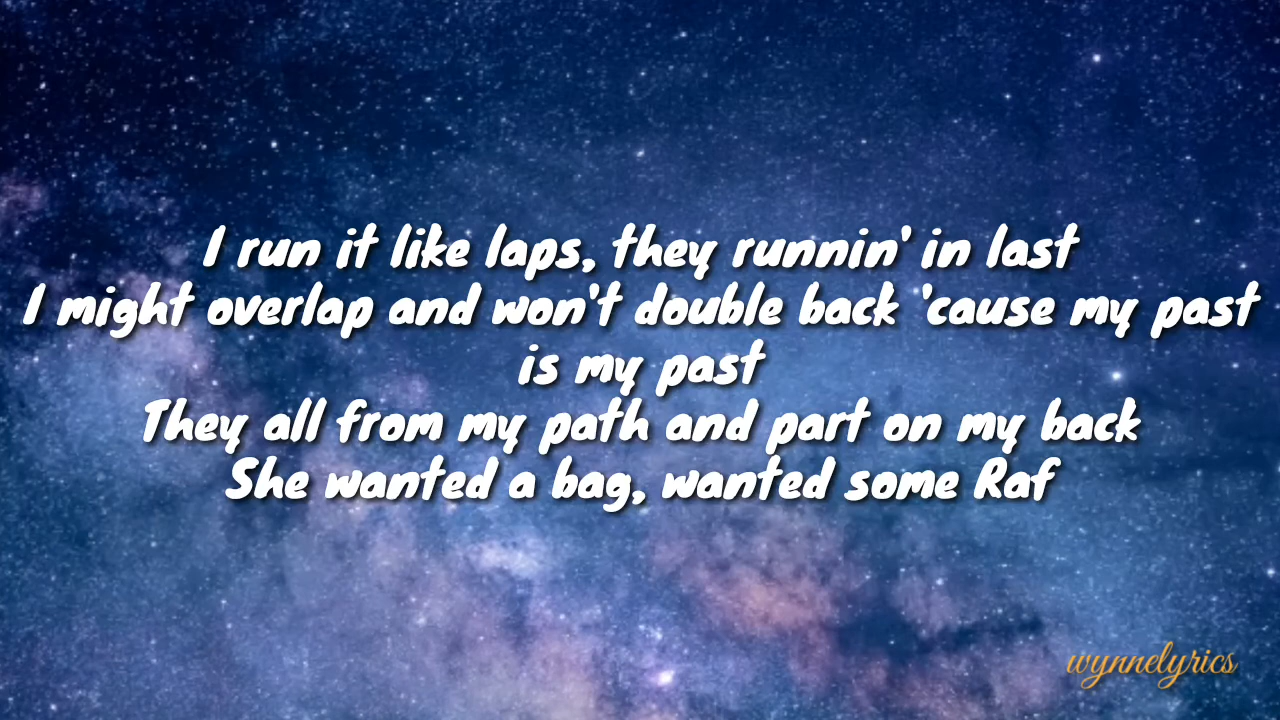 I run it like laps, they runnin' in last
I might overlap and won't double back 'cause my past
is my past
They all from my path and part on my back
She wanted a bag, wanted some Raf
wynnelyrics